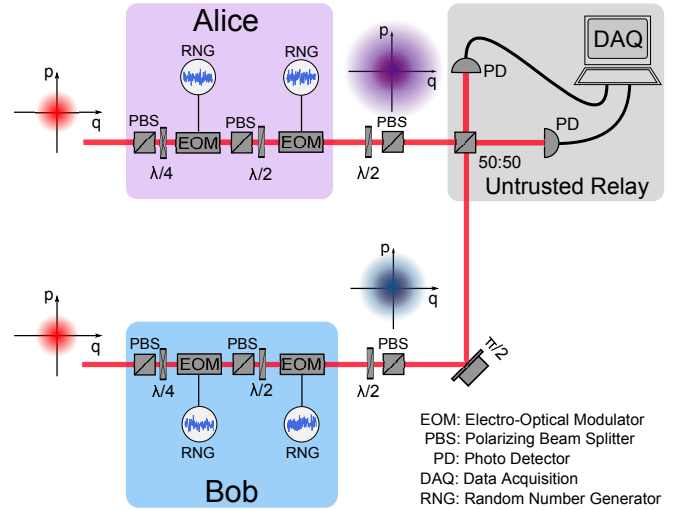 Alice
RNG
RNG
p
q
PBS
EOM
PBS
EOM
λ/4
λ/2
λ/2
p
q
PBS
PD
DAQ
PD
50:50
Untrusted Relay
p
q
PBS
EOM
PBS
EOM
λ/4
λ/2
λ/2
p
q
PBS
π/2
RNG
RNG
Bob
EOM: Electro-Optical Modulator
PBS: Polarizing Beam Splitter
PD: Photo Detector
DAQ: Data Acquisition
RNG: Random Number Generator